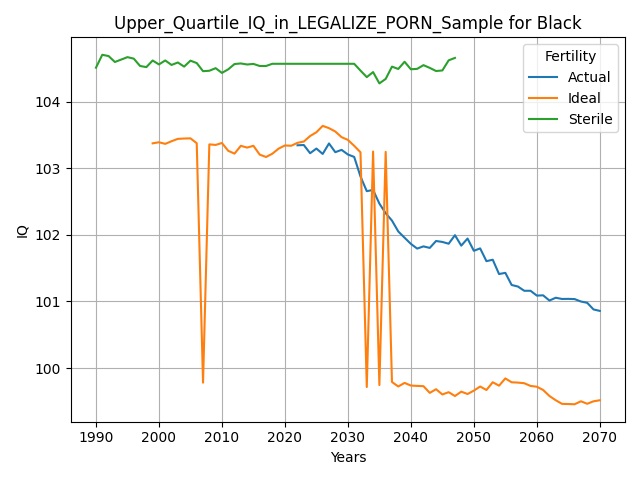 Upper_Quartile_IQ_in_LEGALIZE_PORN_Sample for Black
Fertility
Actual
Ideal
Sterile
104
103
102
101
100
IQ
1990 2000 2010 2020 2030 2040 2050 2060 2070
Years